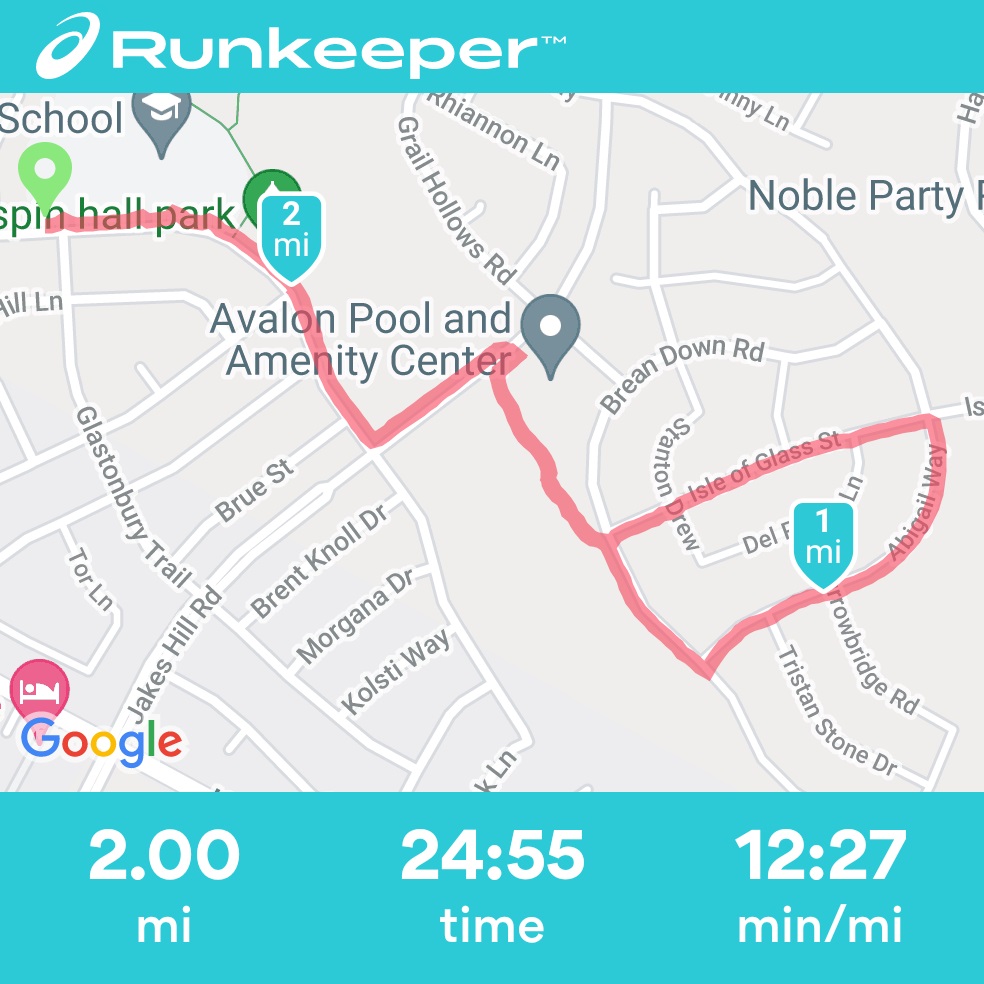 Runkeeper™
School
spin hall park
Rhiannon Ln
Grail Hollows Rd
nny Ln
Ha
Noble Party R
2
mi
Hill Ln
Avalon Pool and
Amenity Center
Brean Down Rd
Is
Glastonbury Trail
Brue St
Stanton Drew
Isle of Glass St
Ln
Abigail Way
Del
1
mi
Tor Ln
Brent Knoll Dr
Morgana Dr
Kolsti Way
Jakes Hill Rd
rrowbridge Rd
Tristan Stone Dr
Google
k Ln
2.00
24:55
12:27
mi
time
min/mi